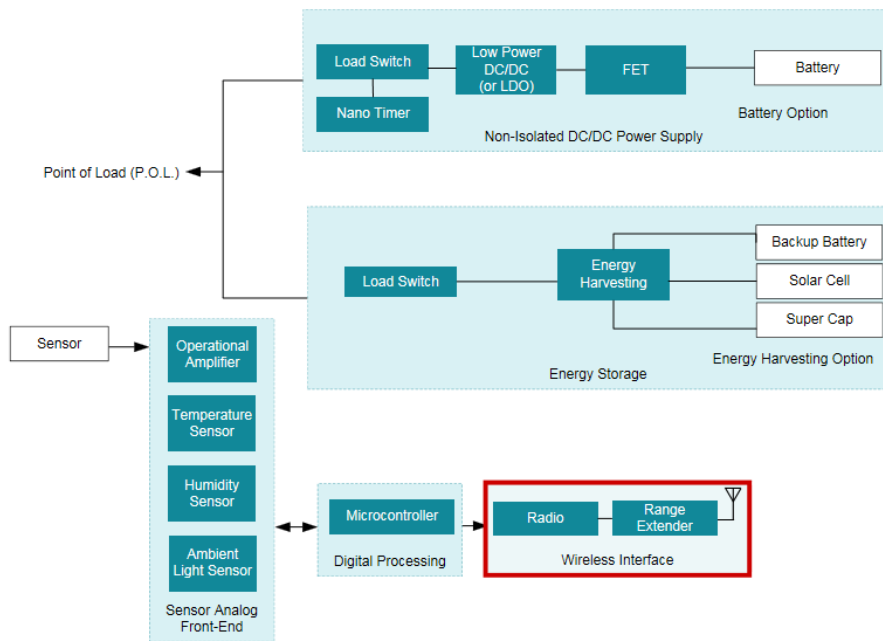 Load Switch
Low Power
DC/DC
(or LDO)
FET
Battery
Nano Timer
Battery Option
Non-Isolated DC/DC Power Supply
Point of Load (P.O.L.)
Backup Battery
Energy
Harvesting
Load Switch
Solar Cell
Super Cap
Energy Harvesting Option
Energy Storage
Sensor
Operational
Amplifier
Temperature
Sensor
Humidity
Sensor
Ambient
Light Sensor
Sensor Analog
Front-End
Microcontroller
Digital Processing
Radio
Range
Extender
Wireless Interface